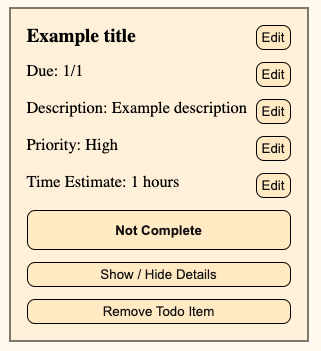 Example title Edit
Due: 1/1 Edit
Description: Example description Edit
Priority: High Edit
Time Estimate: 1 hours Edit
Not Complete
Show / Hide Details
Remove Todo Item